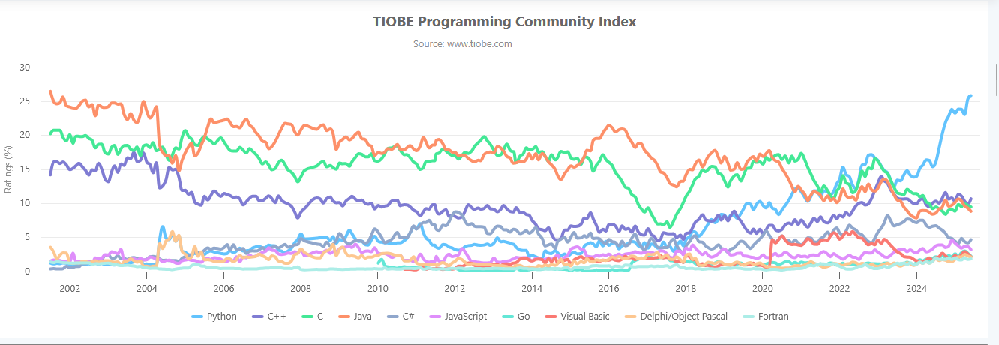 TIOBE Programming Community Index
Source: www.tiobe.com
Ratings (%)
30
25
20
15
10
5
0
2002 2004 2006 2008 2010 2012 2014 2016 2018 2020 2022 2024
Python C++ C Java C# JavaScript Go Visual Basic Delphi/Object Pascal Fortran